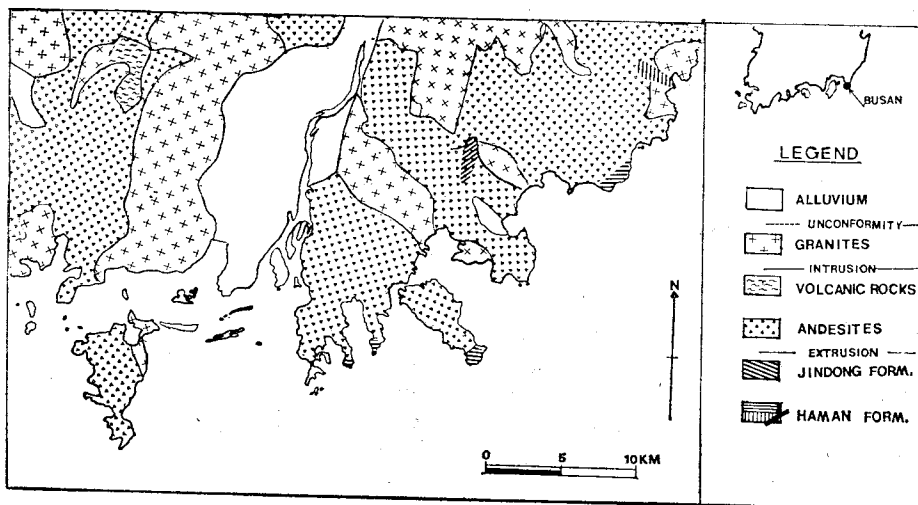 BUSAN
LEGEND
ALLUVIUM
UNCONFORMITY
GRANITES
INTRUSION
VOLCANIC ROCKS
ANDESITES
EXTRUSION
JINDONG FORM.
HAMAN FORM.
N
0 5 10KM